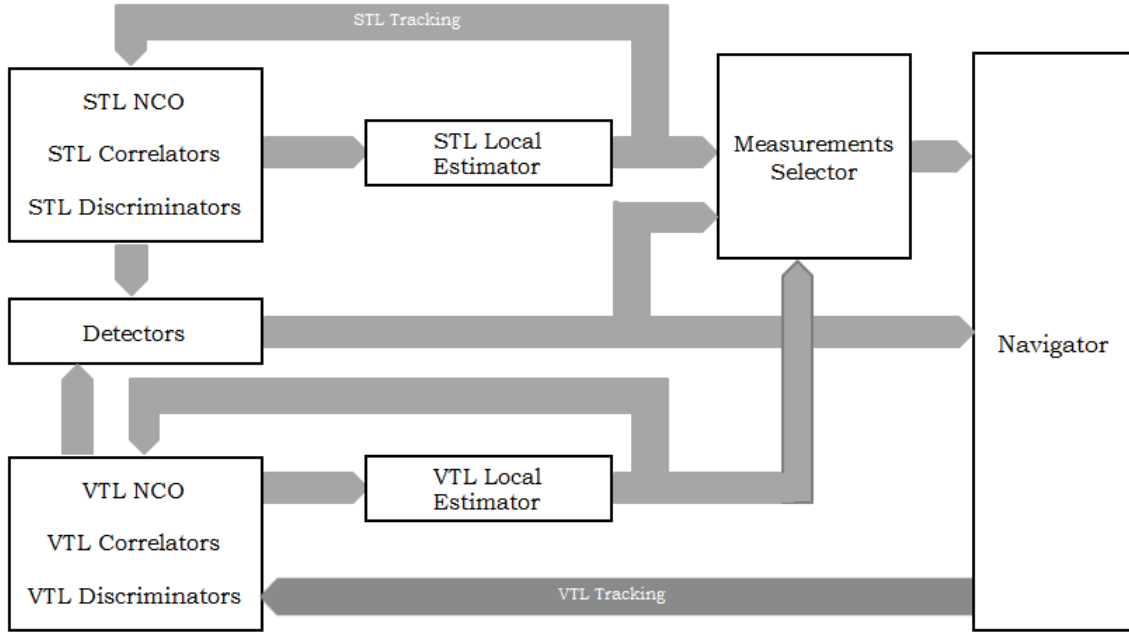 STL Tracking
STL NCO
STL Correlators
STL Discriminators
STL Local
Estimator
Measurements
Selector
Detectors
Navigator
VTL NCO
VTL Correlators
VTL Discriminators
VTL Local
Estimator
VTL Tracking